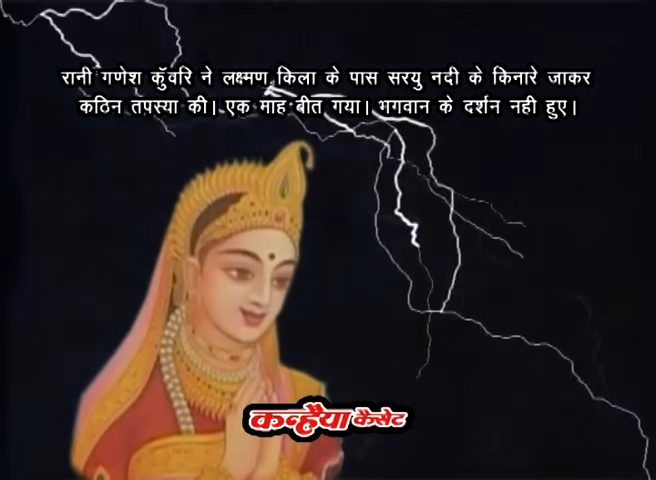 रानी गणेश कुॅवरि ने लक्ष्मण किला के पास सरयु नदी के किनारे जाकर
कठिन तपस्या की। एक माह बीत गया। भगवान के दर्शन नही हुए।
कन्हैया कैसेट